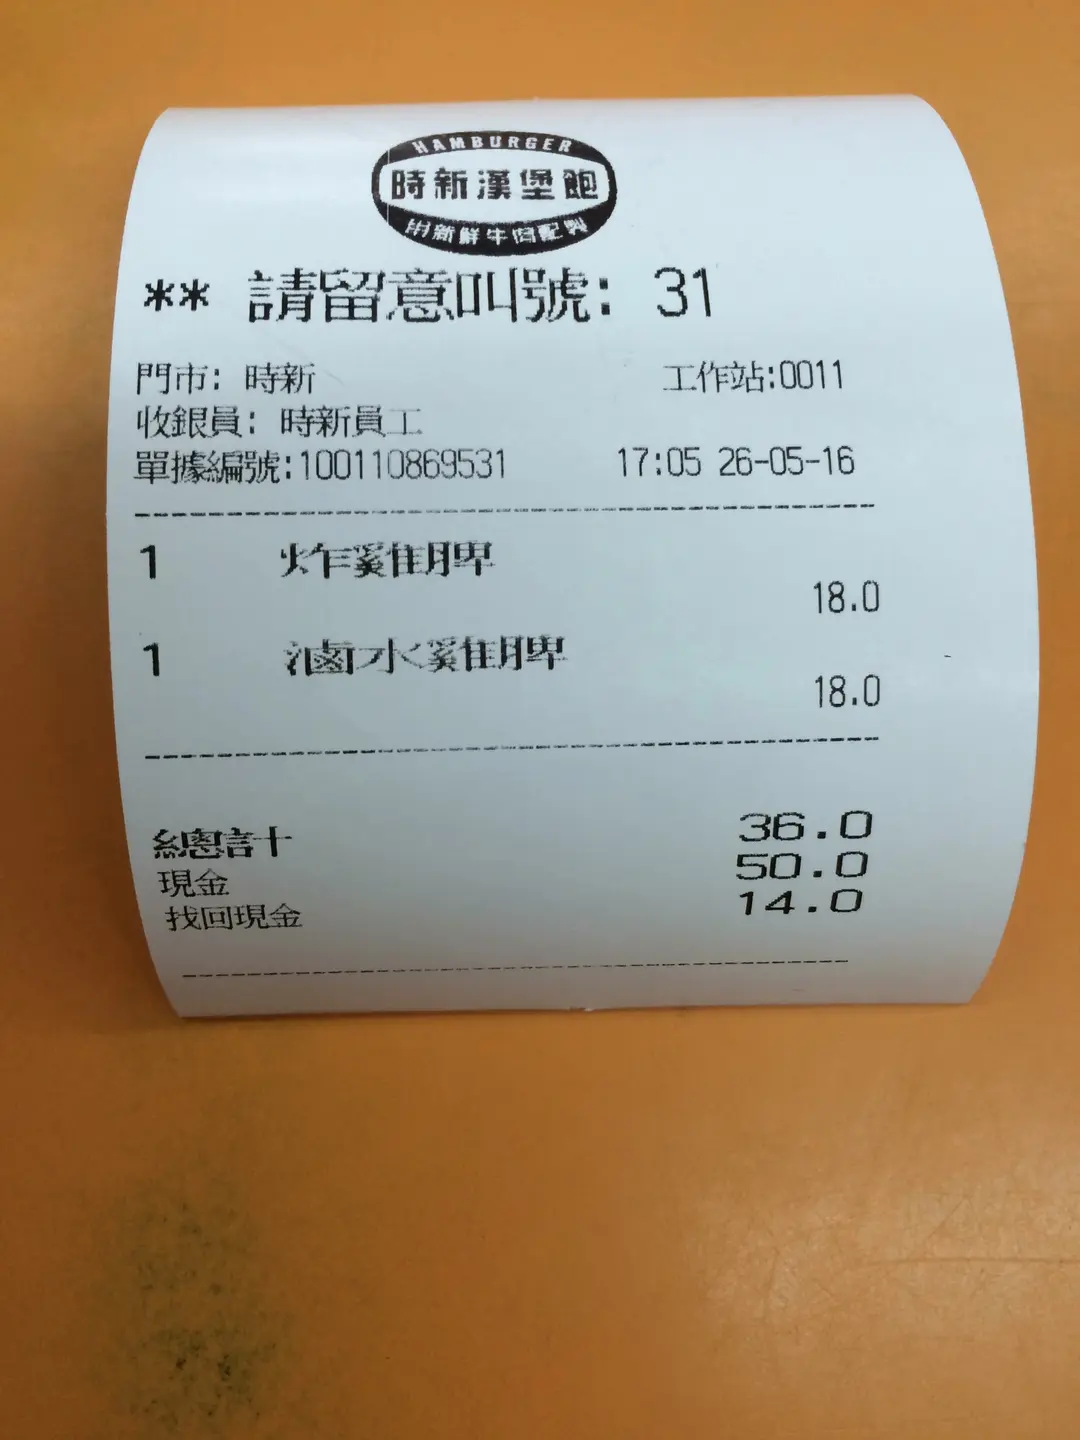 HAMBURGER
時新漢堡飽
用新鮮牛肉配製
** 請留意叫號: 31
門市: 時新 工作站:0011
收銀員: 時新員工
單據編號:100110869531 17:05 26-05-16
1 炸雞脾
18.0
1 滷水雞脾
18.0
總計 36.0
現金 50.0
找回現金 14.0